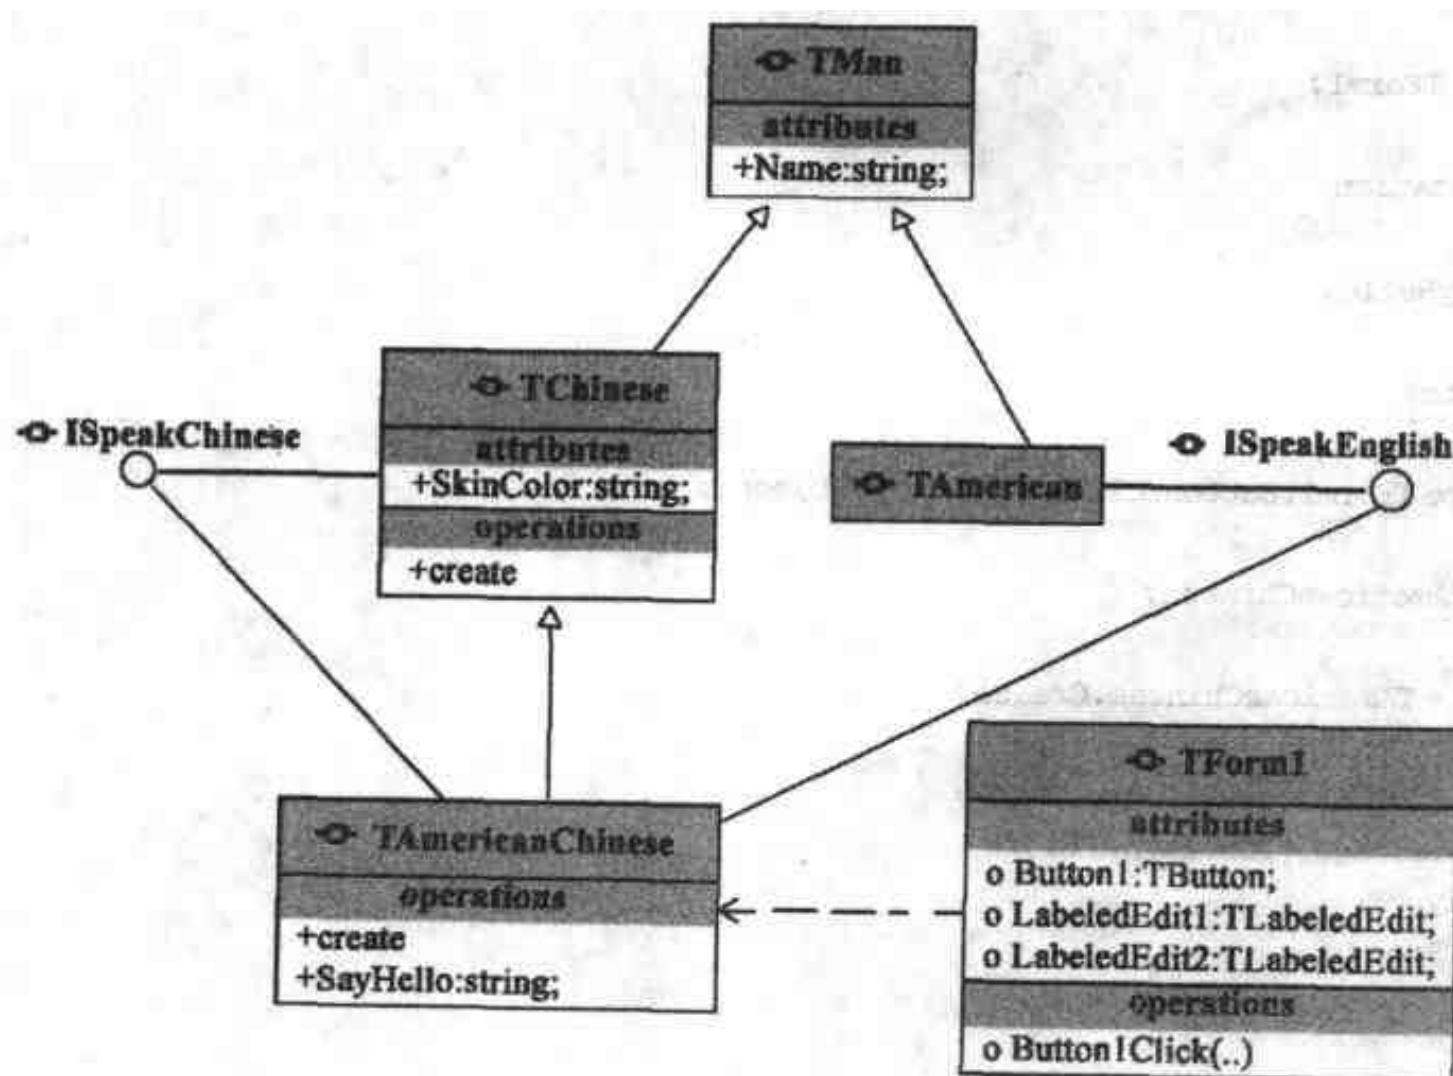 TMan
attributes
+Name:string;
TChinese
attributes
+SkinColor:string;
operations
+create
ISpeakChinese
TAmerican
ISpeakEnglish
TAmericanChinese
operations
+create
+SayHello:string;
TForm1
attributes
o Button1:TButton;
o LabeledEdit1:TLabeledEdit;
o LabeledEdit2:TLabeledEdit;
operations
o Button1Click(..)